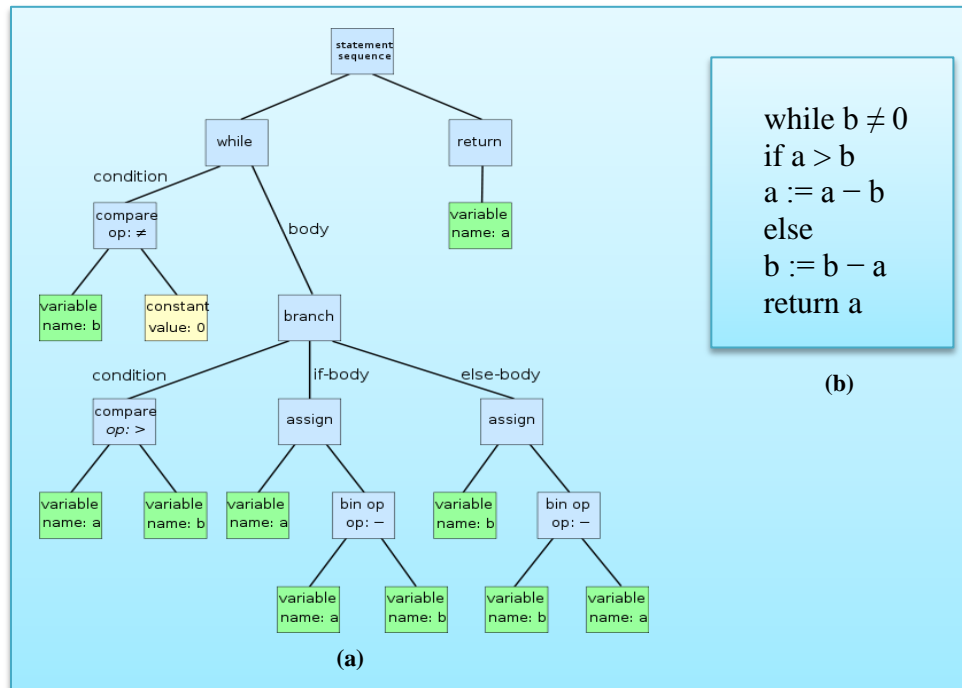 statement
sequence
while
return
condition
body
compare
op: ≠
variable
name: a
variable
name: b
constant
value: 0
branch
condition
if-body
else-body
compare
op: >
assign
assign
variable
name: a
variable
name: b
variable
name: a
bin op
op: −
variable
name: b
bin op
op: −
variable
name: a
variable
name: b
variable
name: b
variable
name: a
(a)
while b ≠ 0
if a > b
a := a − b
else
b := b − a
return a
(b)